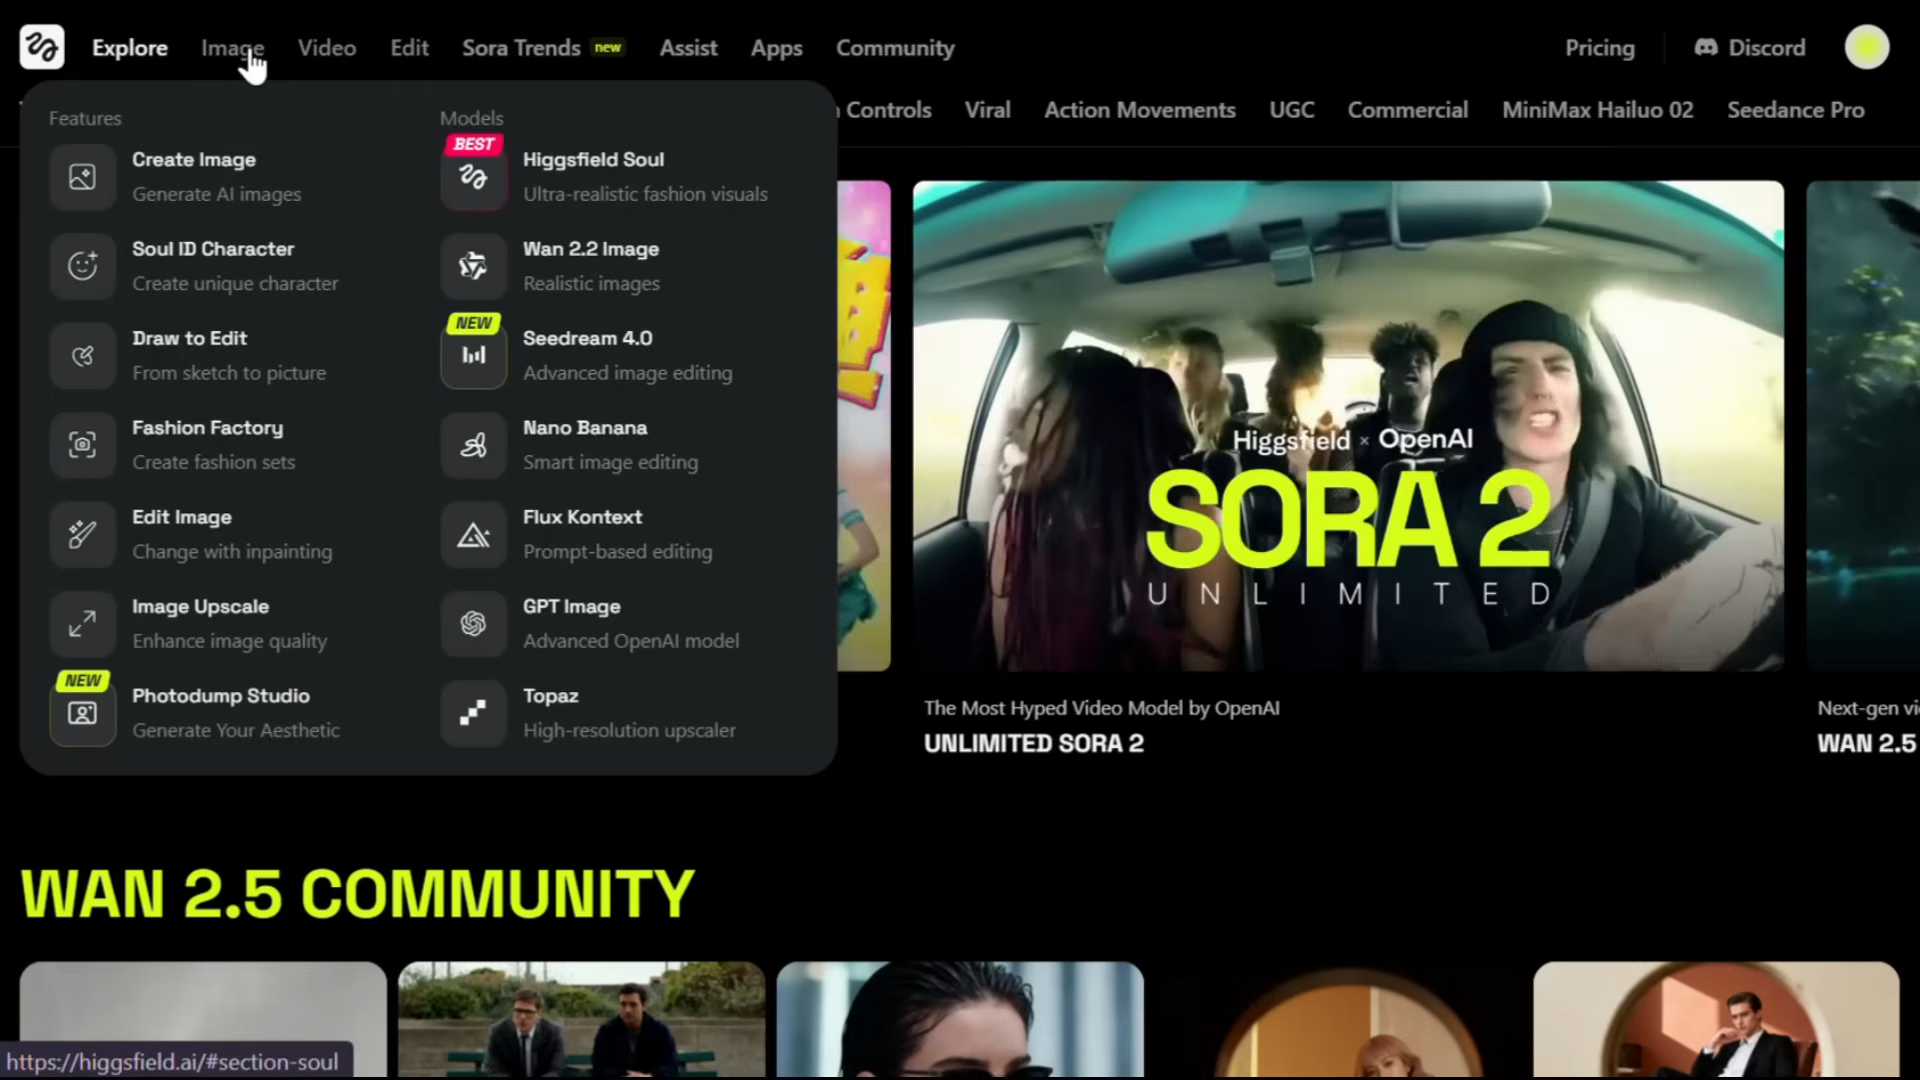 Explore Image Video Edit Sora Trends new Assist Apps Community Pricing Discord
Controls Viral Action Movements UGC Commercial MiniMax Hailuo 02 Seedance Pro
Features
Create Image
Generate AI images
Soul ID Character
Create unique character
Draw to Edit
From sketch to picture
Fashion Factory
Create fashion sets
Edit Image
Change with inpainting
Image Upscale
Enhance image quality
NEW
Photodump Studio
Generate Your Aesthetic
Models
BEST
Higgsfield Soul
Ultra-realistic fashion visuals
Wan 2.2 Image
Realistic images
NEW
Seedream 4.0
Advanced image editing
Nano Banana
Smart image editing
Flux Kontext
Prompt-based editing
GPT Image
Advanced OpenAI model
Topaz
High-resolution upscaler
Higgsfield × OpenAI
SORA 2
UNLIMITED
The Most Hyped Video Model by OpenAI
UNLIMITED SORA 2
Next-gen
WAN 2.5
WAN 2.5 COMMUNITY
https://higgsfield.ai/#section-soul